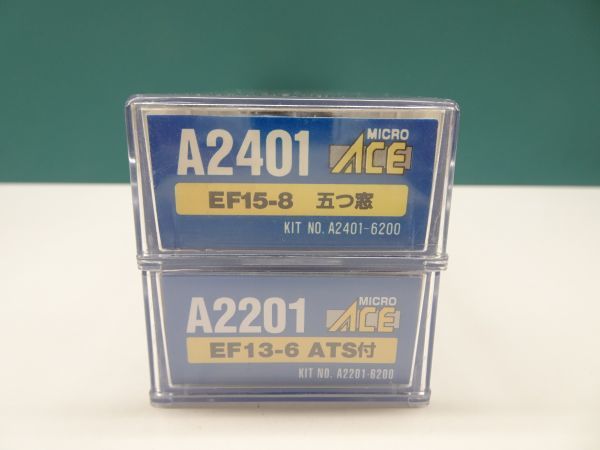 A2401 MICRO ACE
EF15-8 五つ窓
KIT NO. A2401-6200
A2201 MICRO ACE
EF13-6 ATS付
KIT NO. A2201-6200